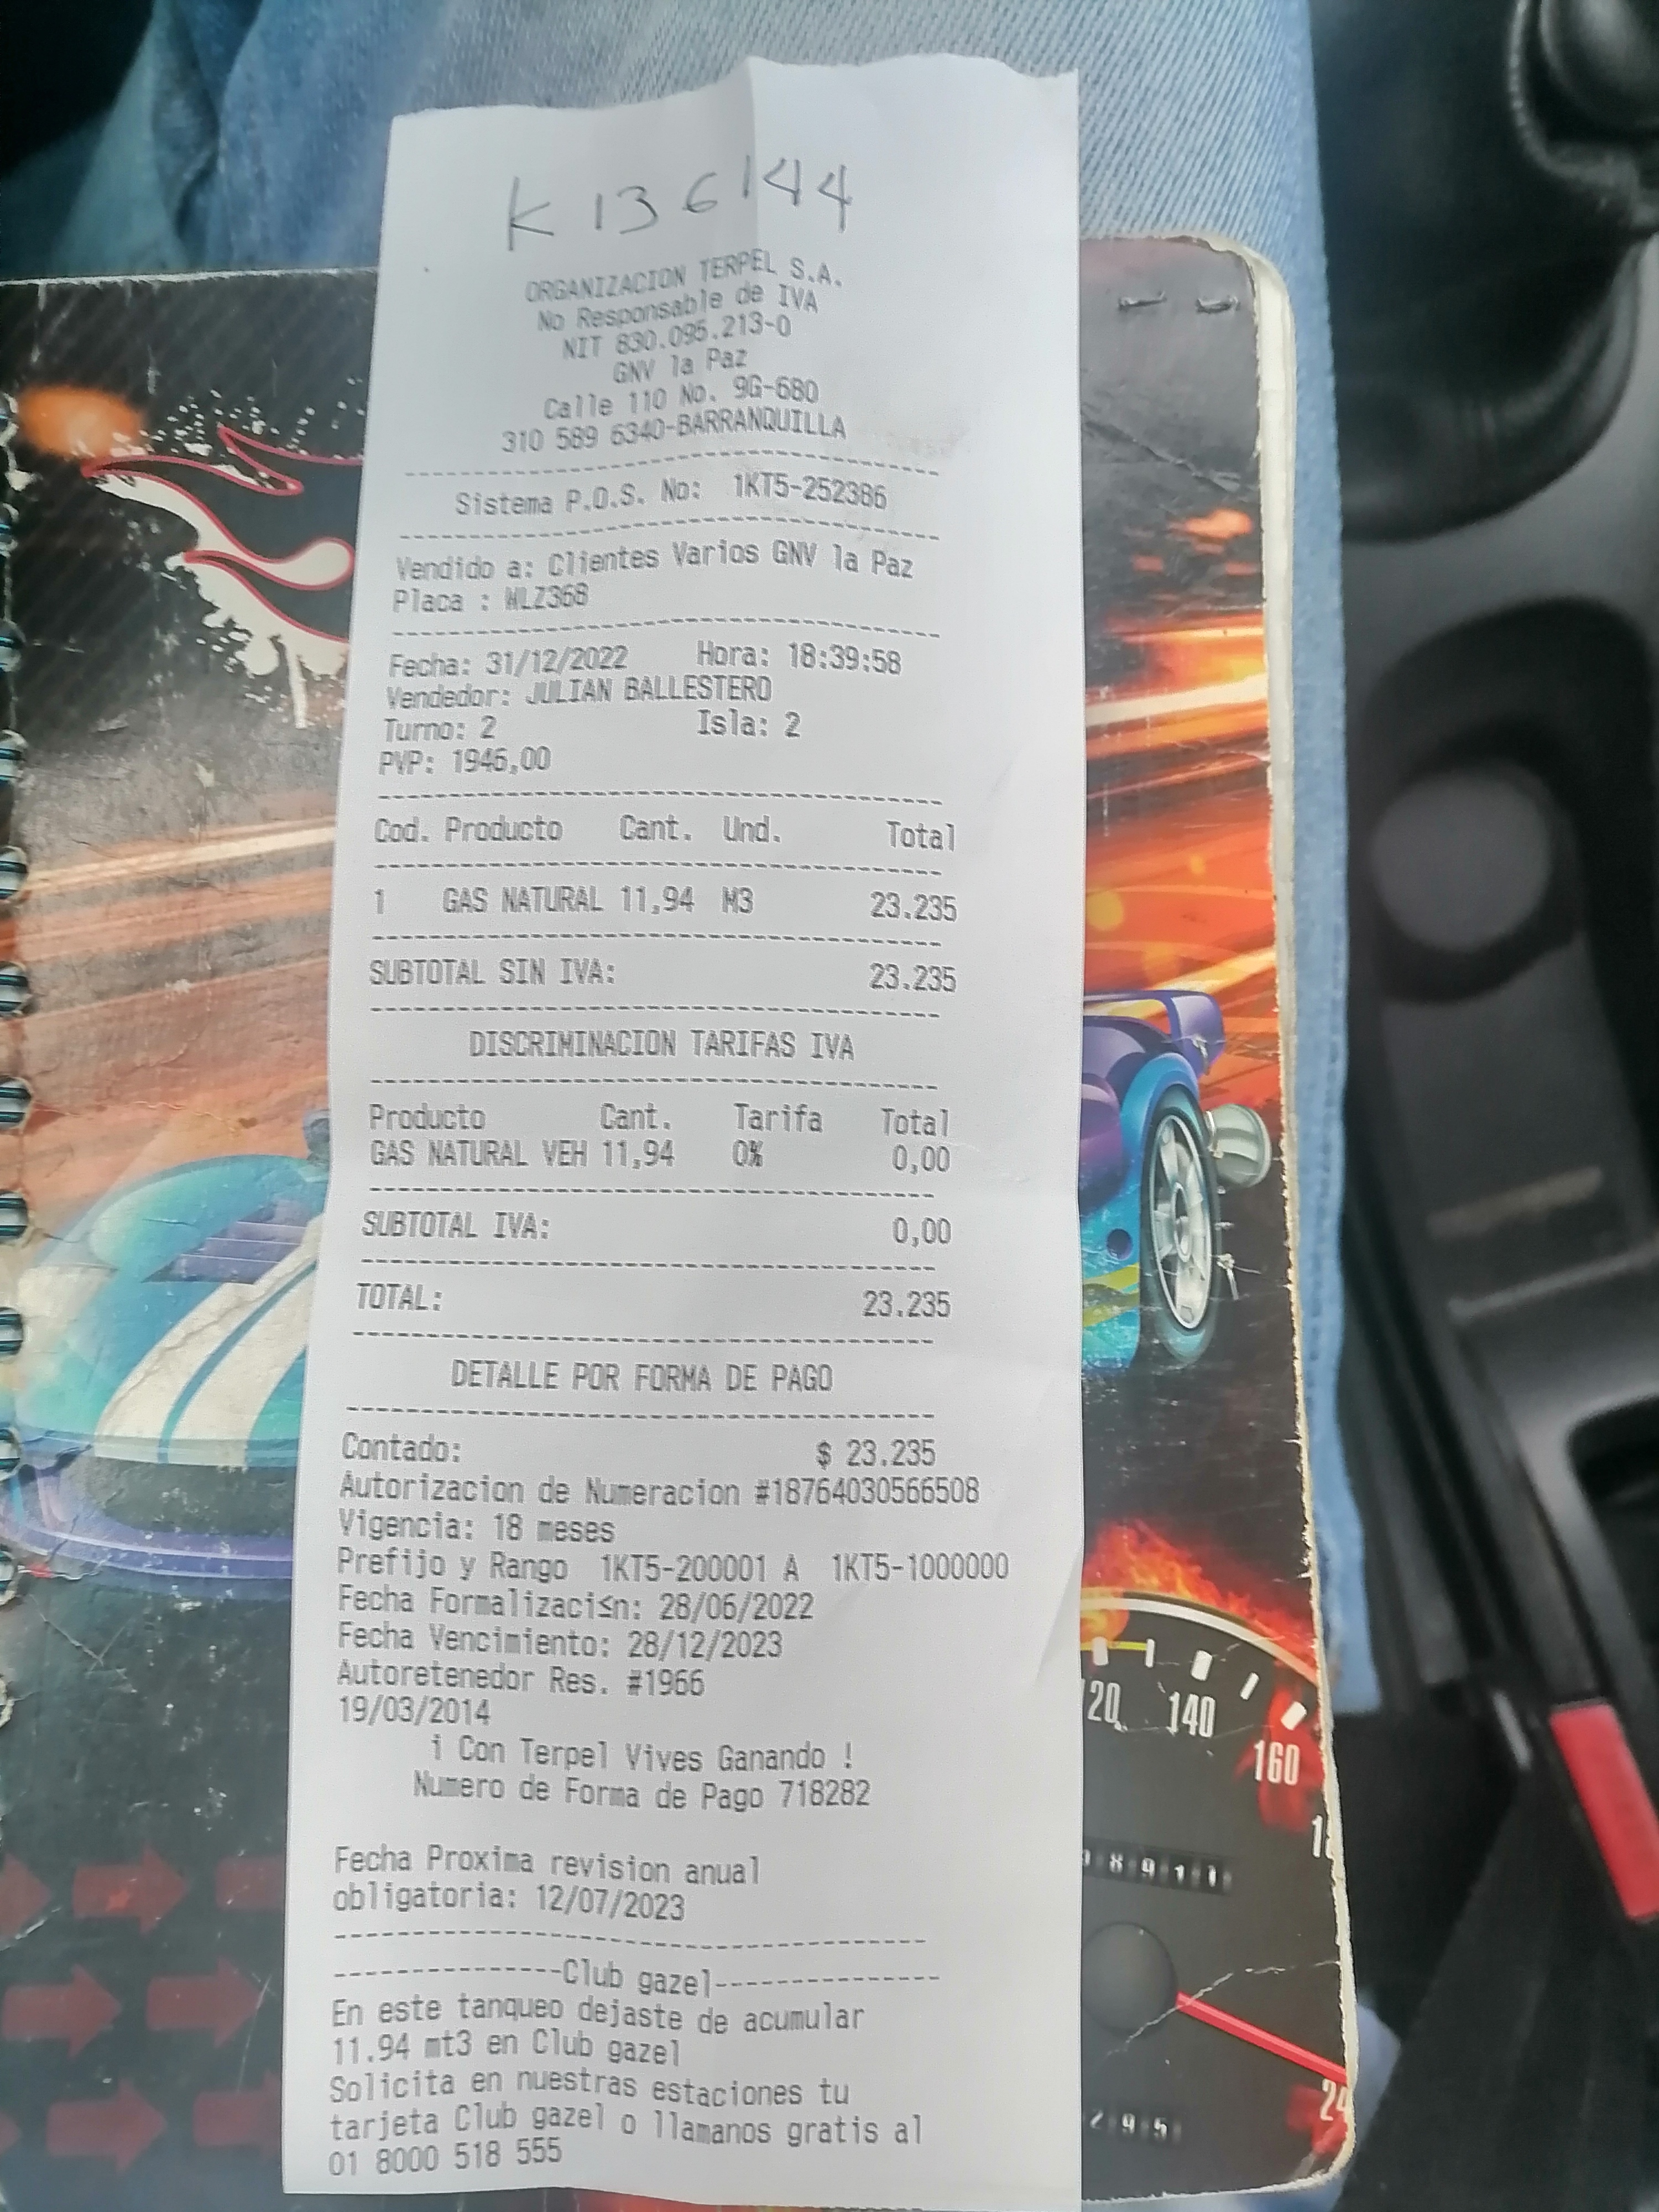 K 136144
ORGANIZACION TERPEL S.A.
No Responsable de IVA
NIT 830.095.213-0
GNV la Paz
Calle 110 No. 9G-680
310 589 6340-BARRANQUILLA
Sistema P.O.S. No: 1KT5-252386
Vendido a: Clientes Varios GNV la Paz
Placa : WLZ368
Fecha: 31/12/2022 Hora: 18:39:58
Vendedor: JULIAN BALLESTERO
Turno: 2 Isla: 2
PVP: 1946,00
Cod. Producto Cant. Und. Total
1 GAS NATURAL 11,94 M3 23.235
SUBTOTAL SIN IVA: 23.235
DISCRIMINACION TARIFAS IVA
Producto Cant. Tarifa Total
GAS NATURAL VEH 11,94 0% 0,00
SUBTOTAL IVA: 0,00
TOTAL: 23.235
DETALLE POR FORMA DE PAGO
Contado: $ 23.235
Autorizacion de Numeracion #18764030566508
Vigencia: 18 meses
Prefijo y Rango 1KT5-200001 A 1KT5-1000000
Fecha Formalizaci≤n: 28/06/2022
Fecha Vencimiento: 28/12/2023
Autoretenedor Res. #1966
19/03/2014
¡ Con Terpel Vives Ganando !
Numero de Forma de Pago 718282
Fecha Proxima revision anual
obligatoria: 12/07/2023
---------------Club gazel---------------
En este tanqueo dejaste de acumular
11.94 mt3 en Club gazel
Solicita en nuestras estaciones tu
tarjeta Club gazel o llamanos gratis al
01 8000 518 555
140
160